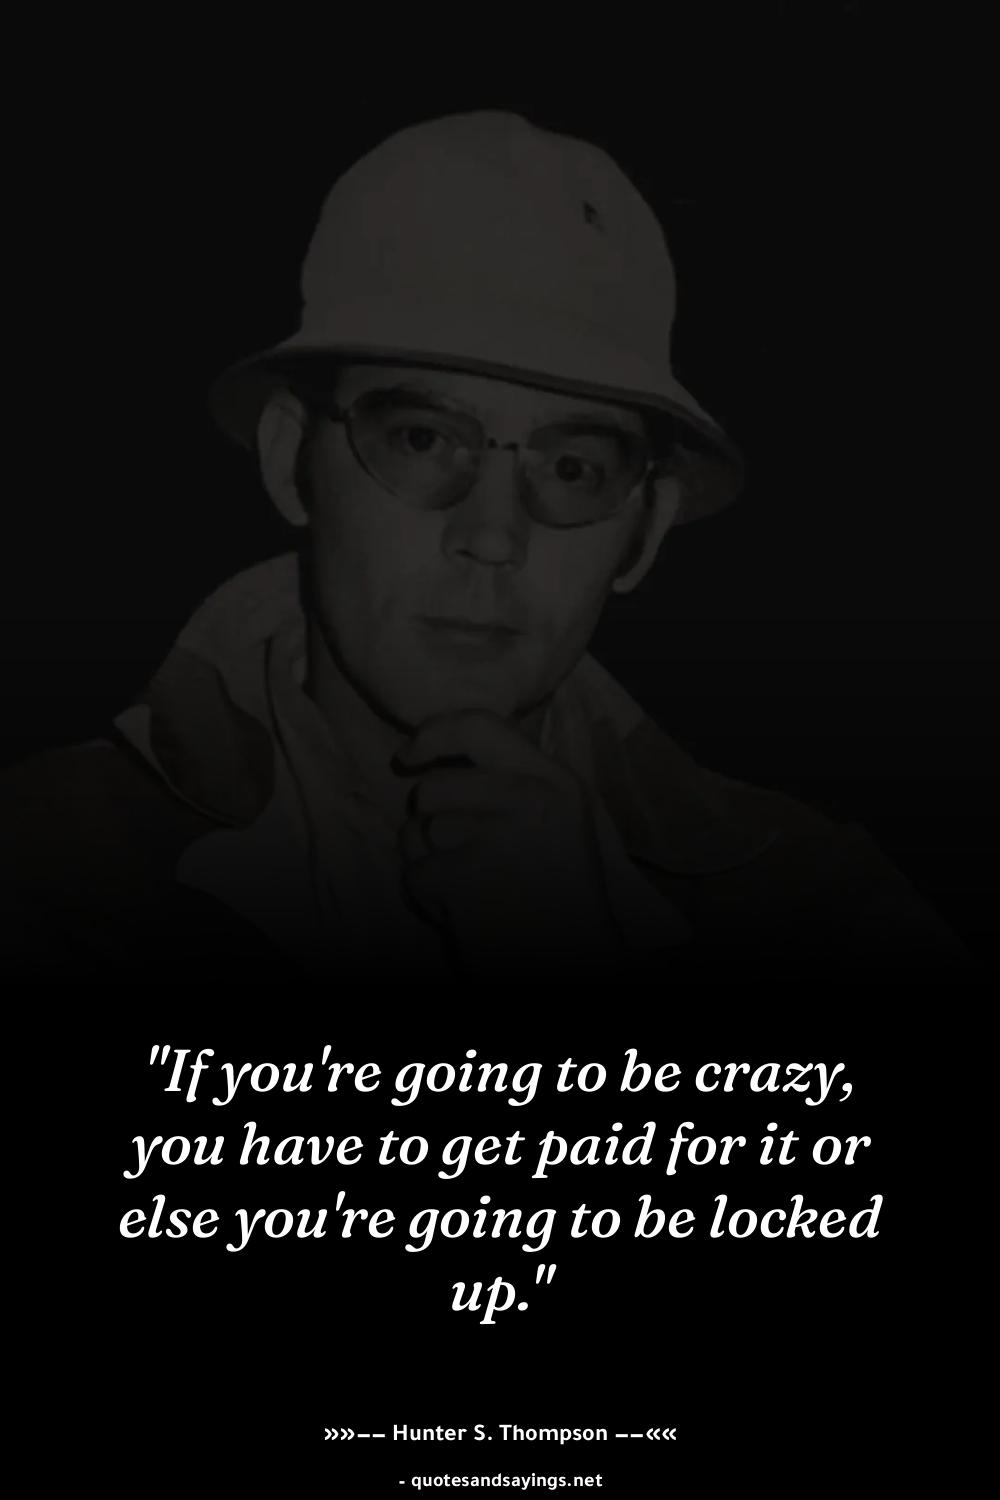 "If you're going to be crazy,
you have to get paid for it or
else you're going to be locked
up."
»»–– Hunter S. Thompson ––««
- quotesandsayings.net